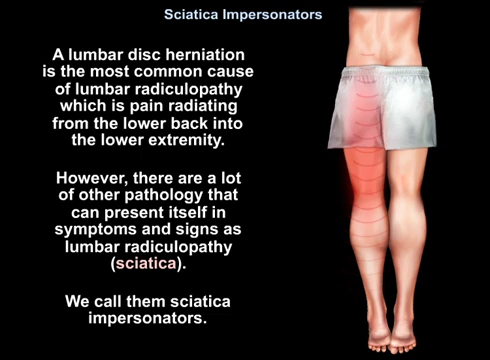 Sciatica Impersonators
A lumbar disc herniation
is the most common cause
of lumbar radiculopathy
which is pain radiating
from the lower back into
the lower extremity.
However, there are a lot
of other pathology that
can present itself in
symptoms and signs as
lumbar radiculopathy
(sciatica).
We call them sciatica
impersonators.